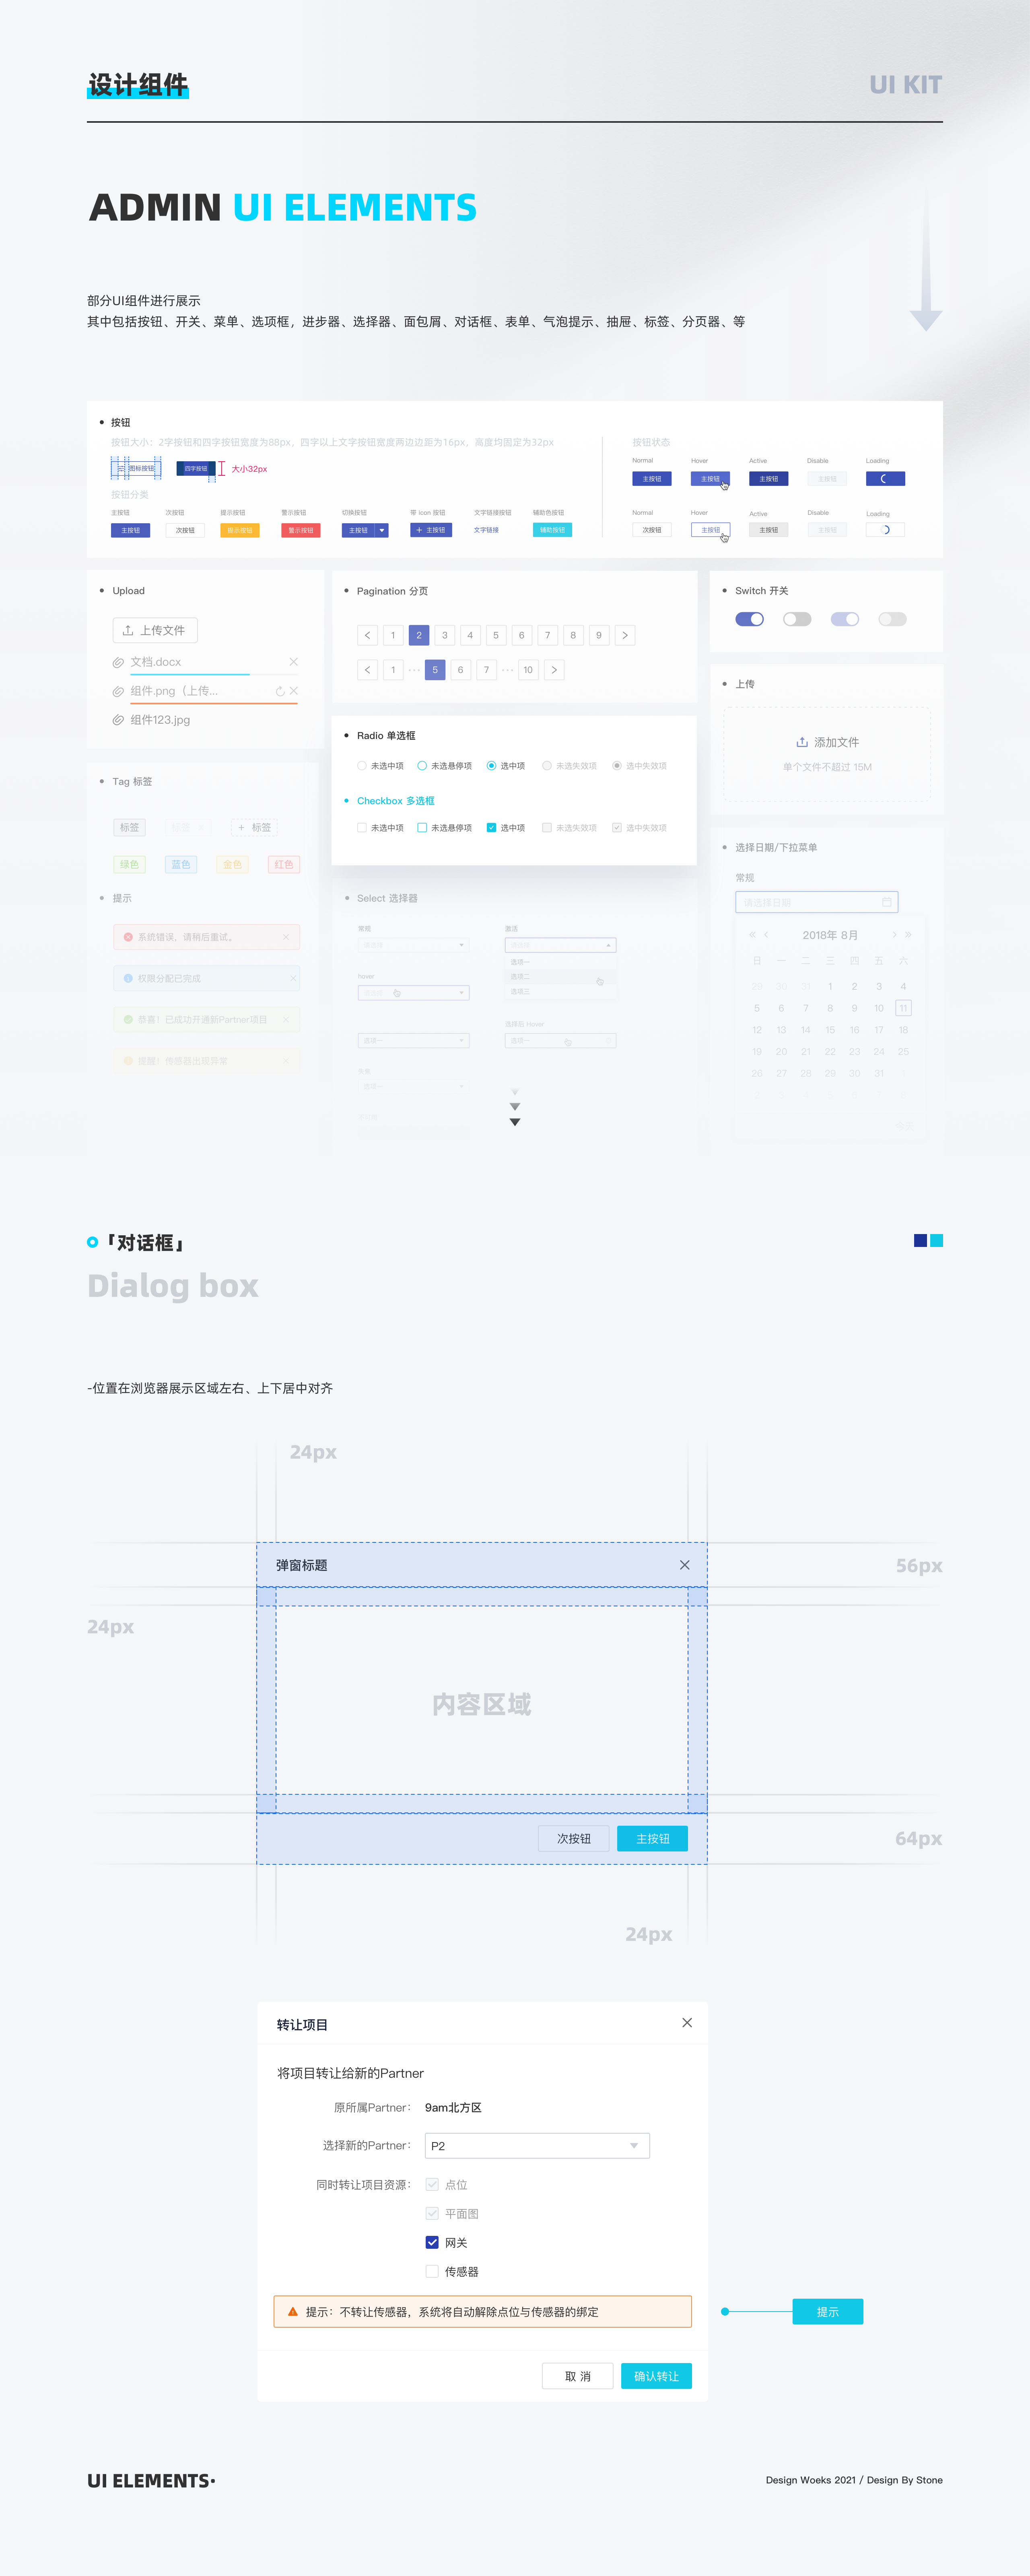 设计组件
UI KIT
ADMIN UI ELEMENTS
部分UI组件进行展示
其中包括按钮、开关、菜单、选项框，进步器、选择器、面包屑、对话框、表单、气泡提示、抽屉、标签、分页器、等
按钮
按钮大小：2字按钮和四字按钮宽度为88px，四字以上文字按钮宽度两边边距为16px，高度均固定为32px
图标按钮
四字按钮
大小32px
按钮分类
主按钮 次按钮 提示按钮 警示按钮 切换按钮 带 icon 按钮 文字链接按钮 辅助色按钮
主按钮 次按钮 提示按钮 警示按钮 主按钮 主按钮 文字链接 辅助按钮
按钮状态
Normal Hover Active Disable Loading
主按钮 主按钮 主按钮 主按钮
Normal Hover Active Disable Loading
次按钮 主按钮 主按钮 主按钮
Upload
上传文件
文档.docx
组件.png（上传...
组件123.jpg
Pagination 分页
1 2 3 4 5 6 7 8 9
1 ··· 5 6 7 ··· 10
Switch 开关
Radio 单选框
未选中项 未选悬停项 选中项 未选失效项 选中失效项
Checkbox 多选框
未选中项 未选悬停项 选中项 未选失效项 选中失效项
上传
添加文件
单个文件不超过 15M
Tag 标签
标签 标签 + 标签
绿色 蓝色 金色 红色
提示
系统错误，请稍后重试。
权限分配已完成
恭喜！已成功开通新Partner项目
提醒！传感器出现异常
Select 选择器
常规
激活
选项一
选项二
选项三
Hover
选择后 Hover
选项一
选项一
选项一
选择日期/下拉菜单
常规
请选择日期
« ‹ 2018年 8月 › »
日 一 二 三 四 五 六
29 30 31 1 2 3 4
5 6 7 8 9 10 11
12 13 14 15 16 17 18
19 20 21 22 23 24 25
26 27 28 29 30 31
「对话框」
Dialog box
-位置在浏览器展示区域左右、上下居中对齐
24px
弹窗标题
56px
24px
内容区域
次按钮 主按钮
64px
24px
转让项目
将项目转让给新的Partner
原所属Partner： 9am北方区
选择新的Partner： P2
同时转让项目资源： 点位
平面图
网关
传感器
提示：不转让传感器，系统将自动解除点位与传感器的绑定
提示
取 消 确认转让
UI ELEMENTS·
Design Woeks 2021 / Design By Stone